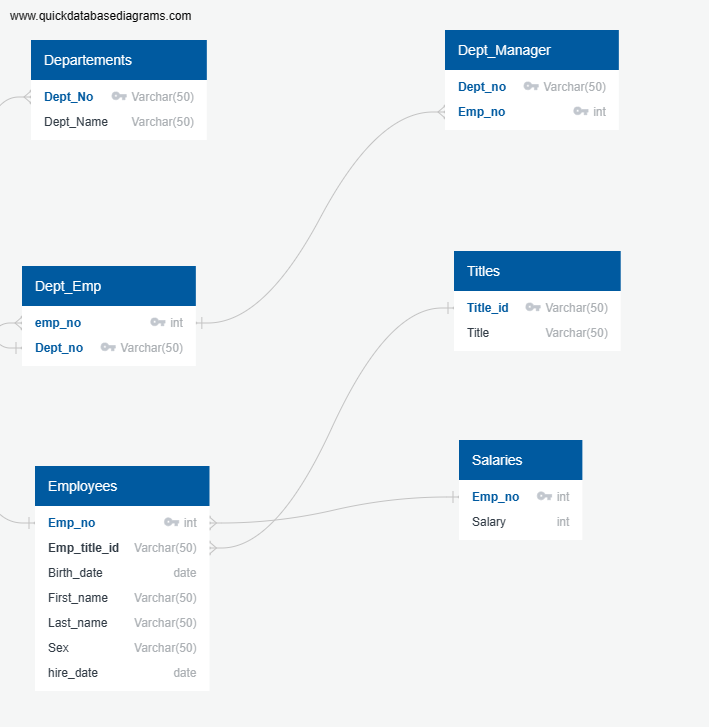 www.quickdatabasediagrams.com
Departements
Dept_No Varchar(50)
Dept_Name Varchar(50)
Dept_Manager
Dept_no Varchar(50)
Emp_no int
Dept_Emp
emp_no int
Dept_no Varchar(50)
Titles
Title_id Varchar(50)
Title Varchar(50)
Employees
Emp_no int
Emp_title_id Varchar(50)
Birth_date date
First_name Varchar(50)
Last_name Varchar(50)
Sex Varchar(50)
hire_date date
Salaries
Emp_no int
Salary int